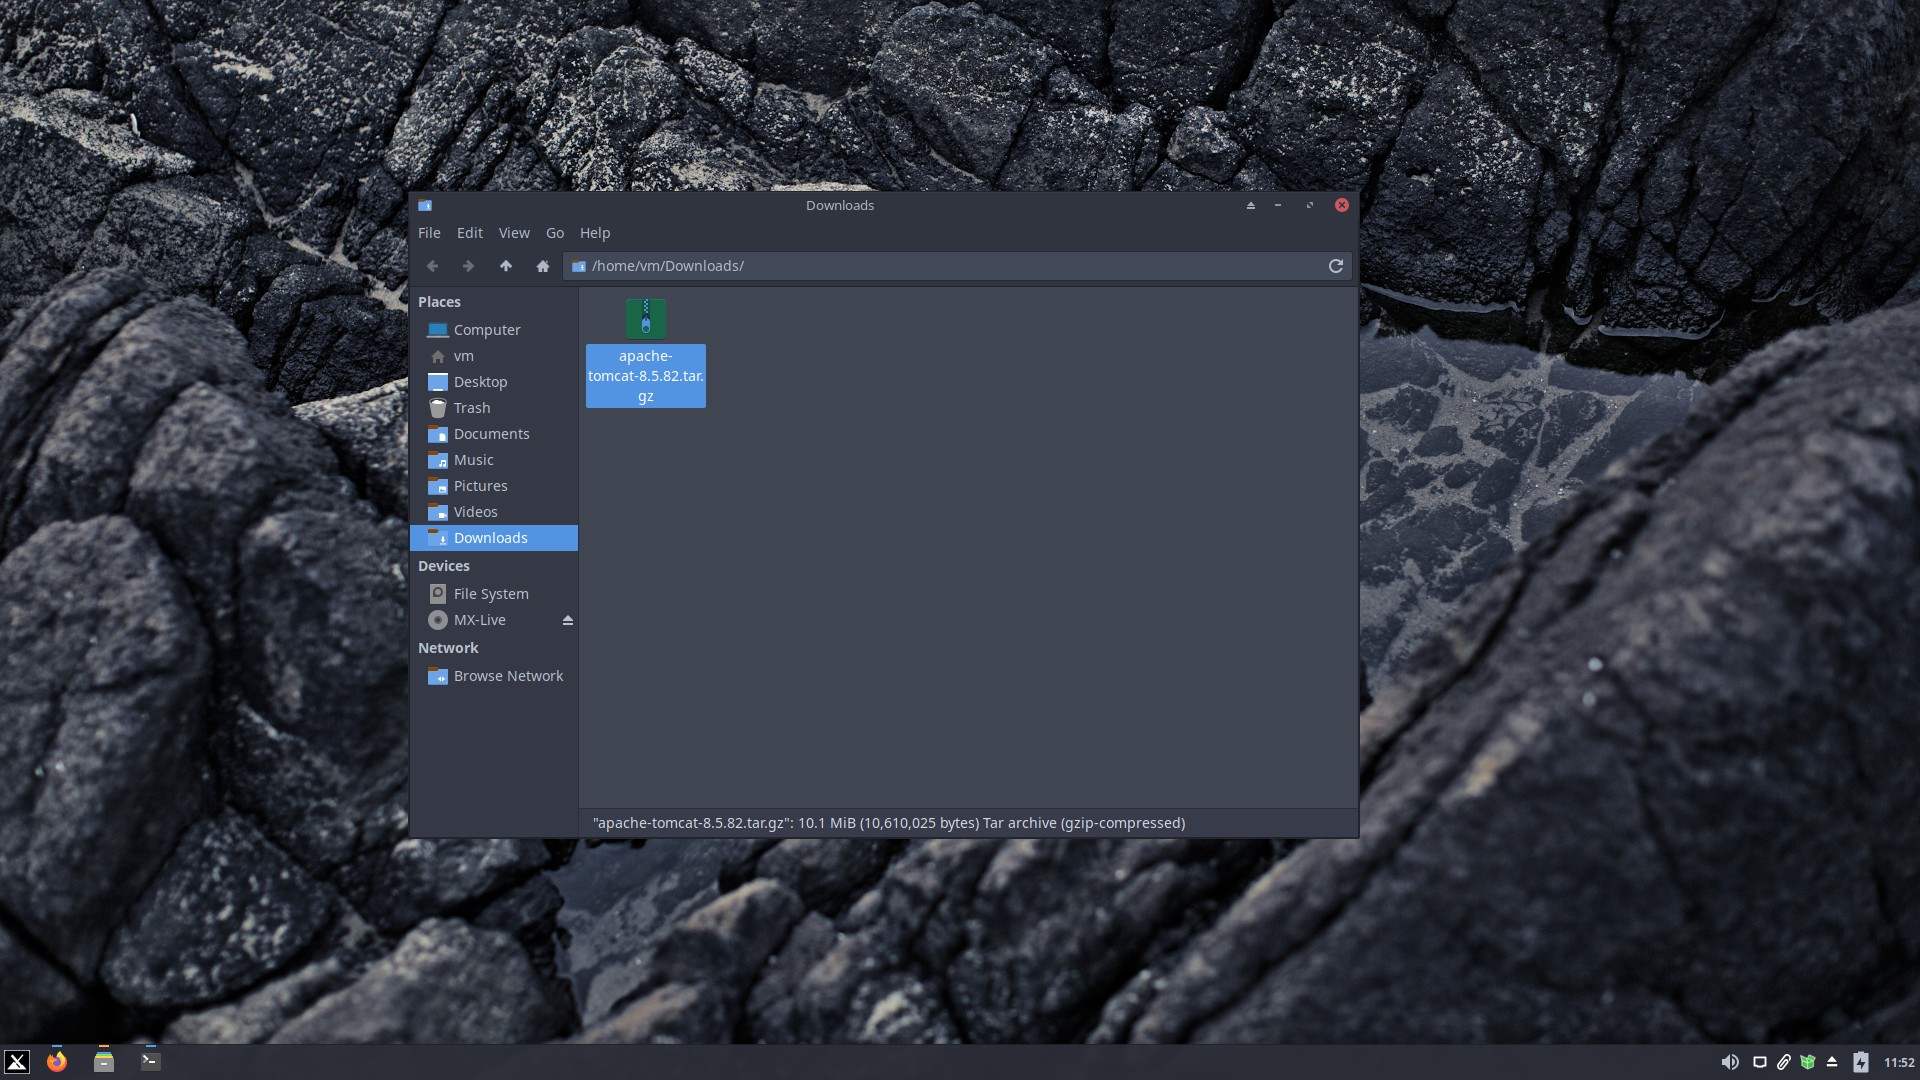 Downloads
File Edit View Go Help
/home/vm/Downloads/
Places
Computer
vm
Desktop
Trash
Documents
Music
Pictures
Videos
Downloads
Devices
File System
MX-Live
Network
Browse Network
apache-
tomcat-8.5.82.tar.
gz
"apache-tomcat-8.5.82.tar.gz": 10.1 MiB (10,610,025 bytes) Tar archive (gzip-compressed)
11:52